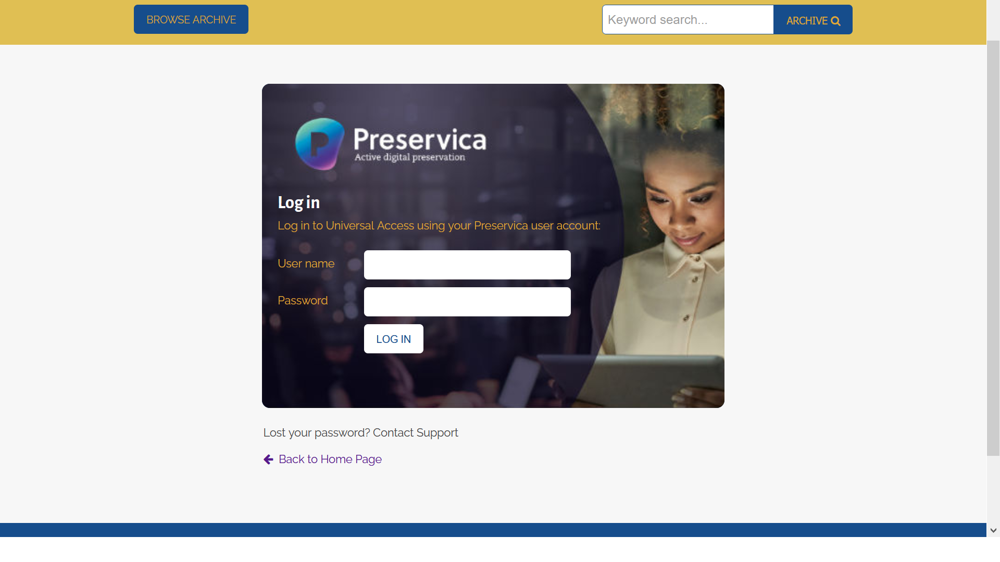 BROWSE ARCHIVE
Keyword search...
ARCHIVE
Preservica
Active digital preservation
Log in
Log in to Universal Access using your Preservica user account:
User name
Password
LOG IN
Lost your password? Contact Support
Back to Home Page